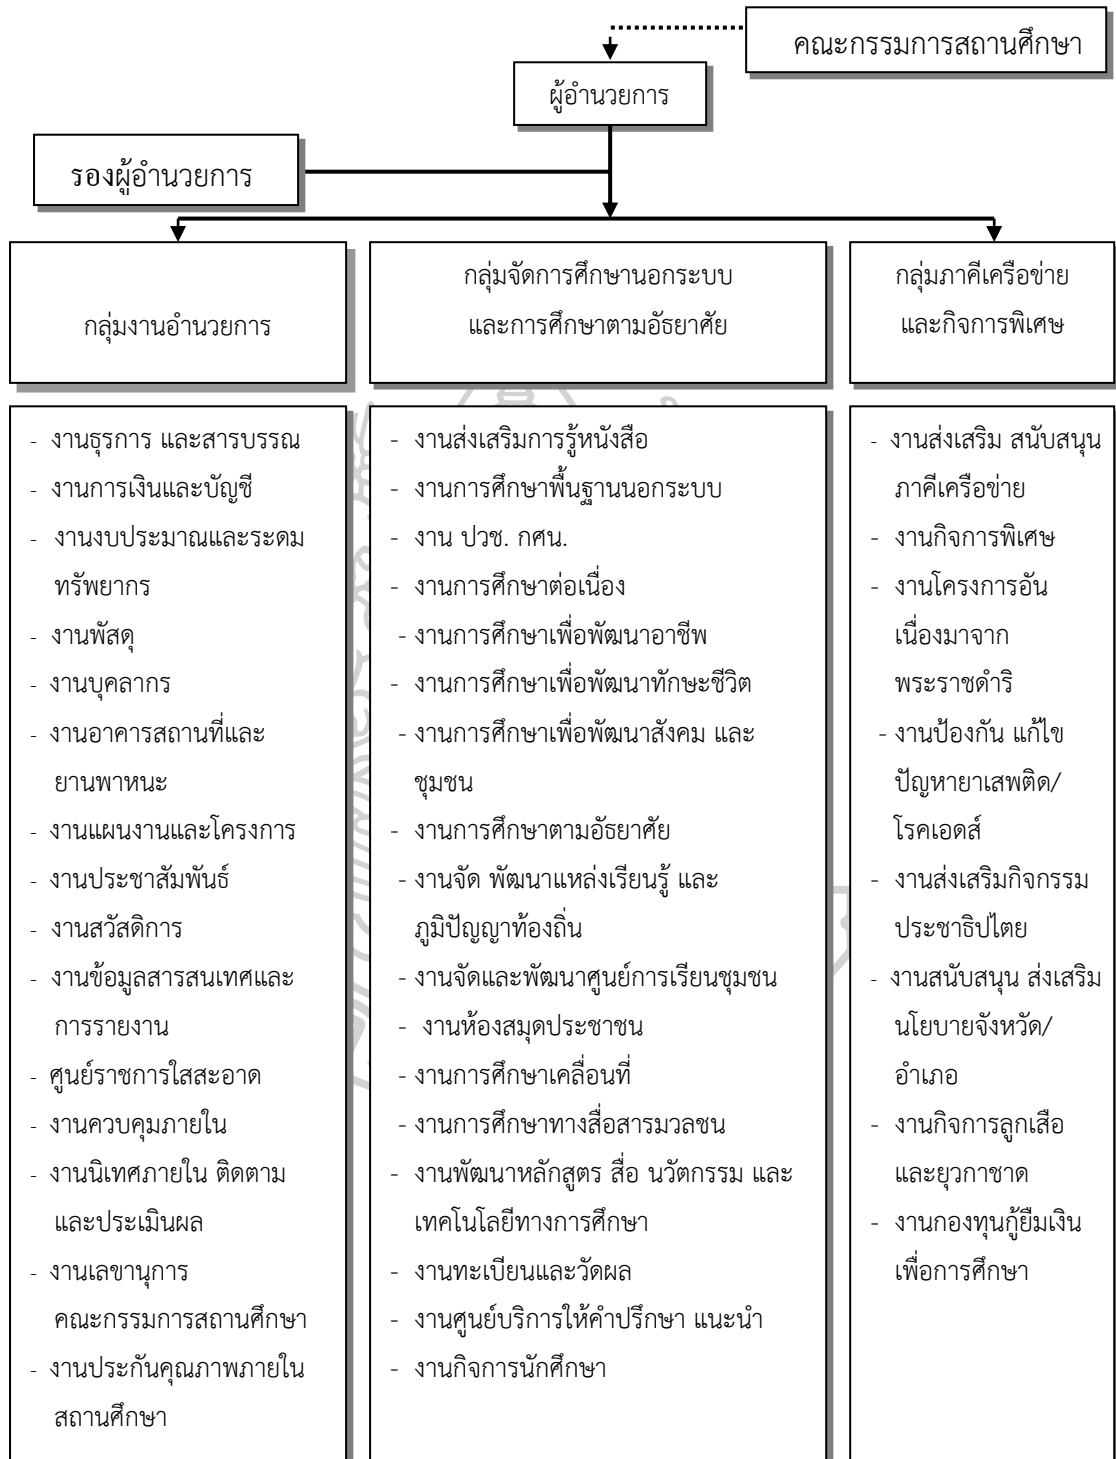 คณะกรรมการสถานศึกษา
ผู้อำนวยการ
รองผู้อำนวยการ
กลุ่มงานอำนวยการ
กลุ่มจัดการศึกษานอกระบบ
และการศึกษาตามอัธยาศัย
กลุ่มภาคีเครือข่าย
และกิจการพิเศษ
- งานธุรการ และสารบรรณ
- งานการเงินและบัญชี
- งานงบประมาณและระดม
ทรัพยากร
- งานพัสดุ
- งานบุคลากร
- งานอาคารสถานที่และ
ยานพาหนะ
- งานแผนงานและโครงการ
- งานประชาสัมพันธ์
- งานสวัสดิการ
- งานข้อมูลสารสนเทศและ
การรายงาน
- ศูนย์ราชการใสสะอาด
- งานควบคุมภายใน
- งานนิเทศภายใน ติดตาม
และประเมินผล
- งานเลขานุการ
คณะกรรมการสถานศึกษา
- งานประกันคุณภาพภายใน
สถานศึกษา
- งานส่งเสริมการรู้หนังสือ
- งานการศึกษาพื้นฐานนอกระบบ
- งาน ปวช. กศน.
- งานการศึกษาต่อเนื่อง
- งานการศึกษาเพื่อพัฒนาอาชีพ
- งานการศึกษาเพื่อพัฒนาทักษะชีวิต
- งานการศึกษาเพื่อพัฒนาสังคม และ
ชุมชน
- งานการศึกษาตามอัธยาศัย
- งานจัด พัฒนาแหล่งเรียนรู้ และ
ภูมิปัญญาท้องถิ่น
- งานจัดและพัฒนาศูนย์การเรียนชุมชน
- งานห้องสมุดประชาชน
- งานการศึกษาเคลื่อนที่
- งานการศึกษาทางสื่อสารมวลชน
- งานพัฒนาหลักสูตร สื่อ นวัตกรรม และ
เทคโนโลยีทางการศึกษา
- งานทะเบียนและวัดผล
- งานศูนย์บริการให้คำปรึกษา แนะนำ
- งานกิจการนักศึกษา
- งานส่งเสริม สนับสนุน
ภาคีเครือข่าย
- งานกิจการพิเศษ
- งานโครงการอัน
เนื่องมาจาก
พระราชดำริ
- งานป้องกัน แก้ไข
ปัญหายาเสพติด/
โรคเอดส์
- งานส่งเสริมกิจกรรม
ประชาธิปไตย
- งานสนับสนุน ส่งเสริม
นโยบายจังหวัด/
อำเภอ
- งานกิจการลูกเสือ
และยุวกาชาด
- งานกองทุนกู้ยืมเงิน
เพื่อการศึกษา